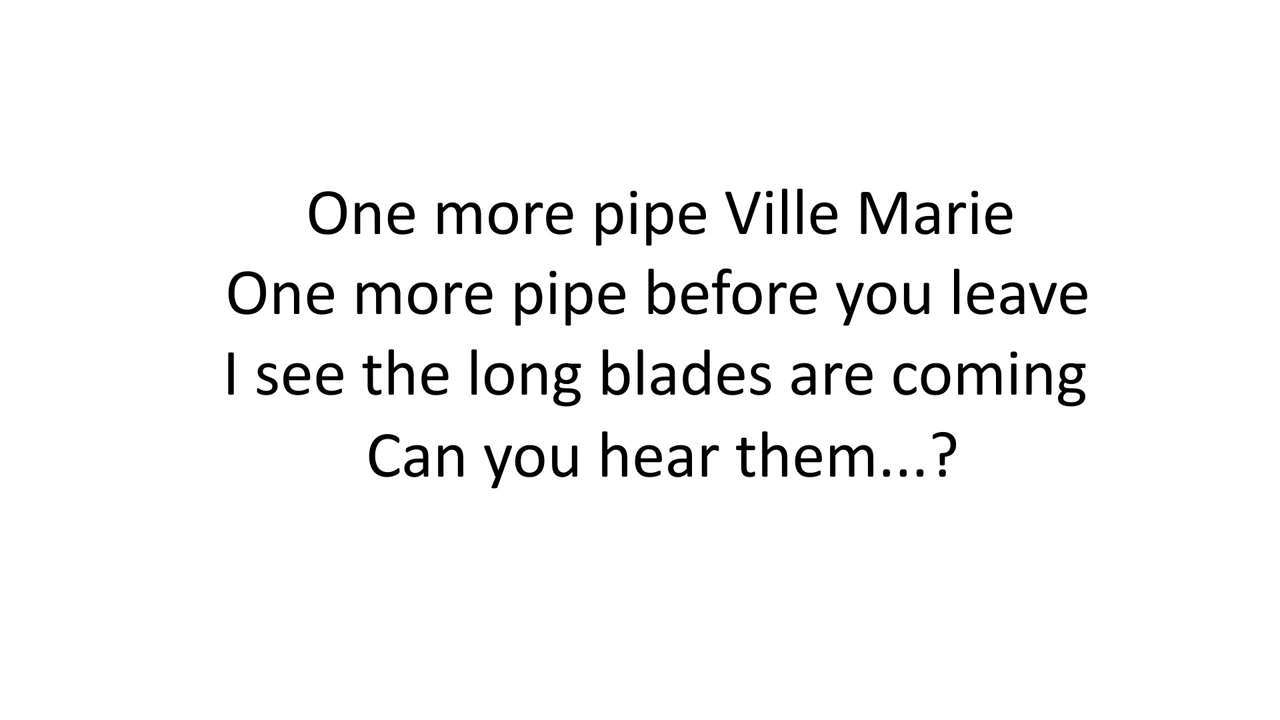 One more pipe Ville Marie
One more pipe before you leave
I see the long blades are coming
Can you hear them...?